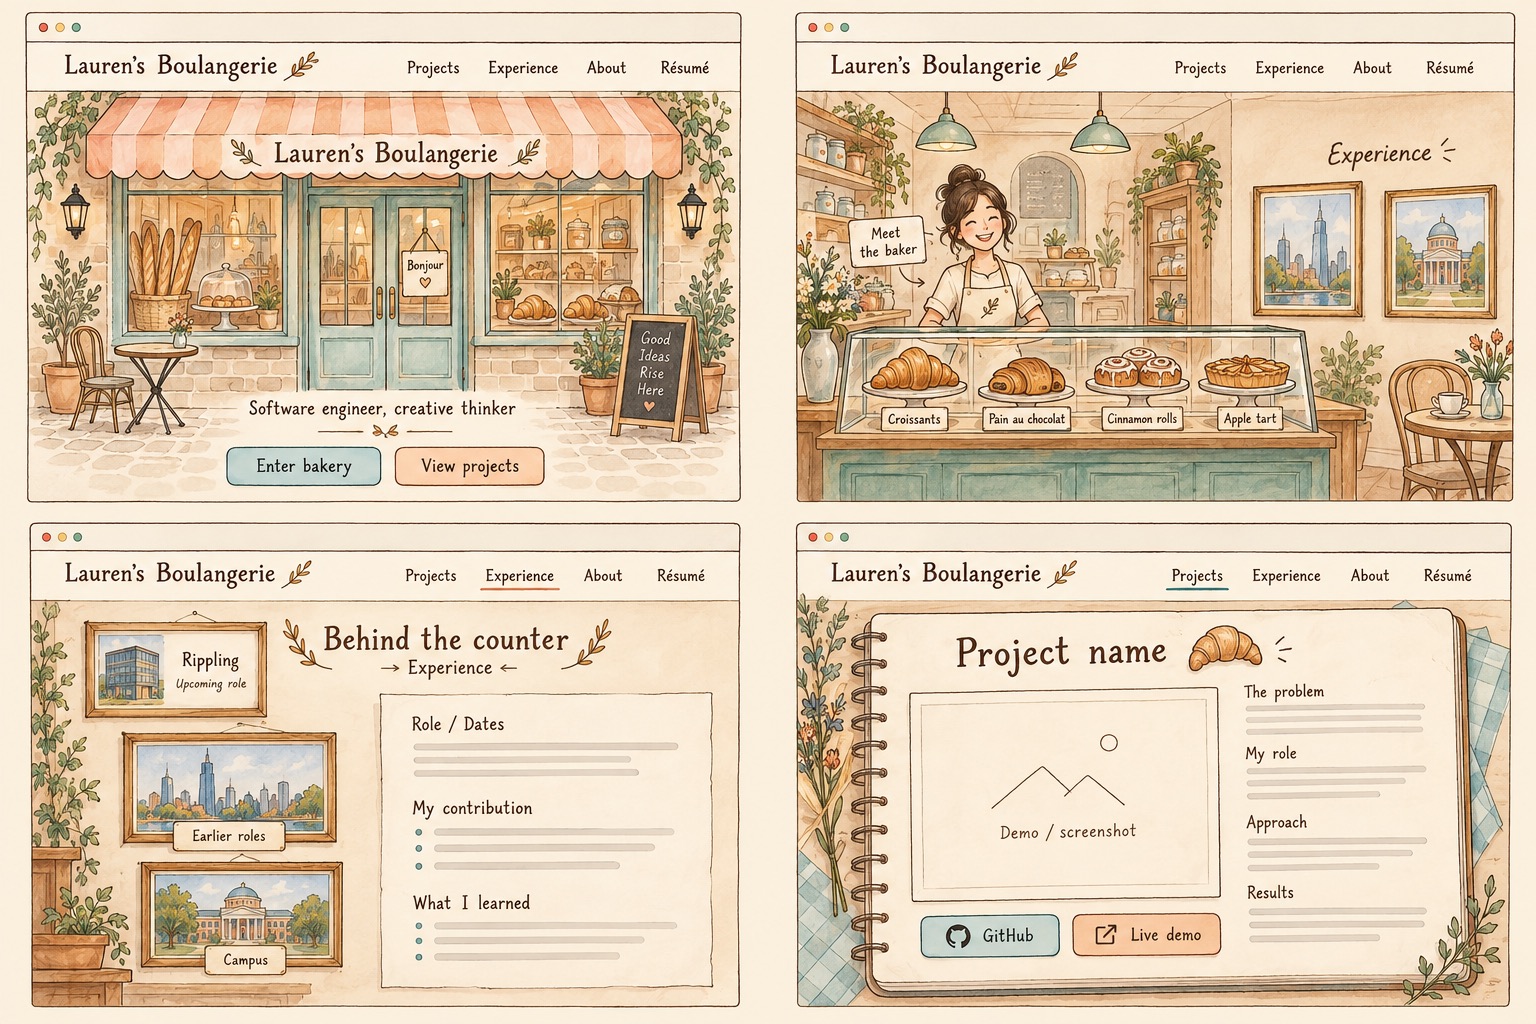 Lauren's Boulangerie
Projects Experience About Résumé
Lauren's Boulangerie
Bonjour
Good
Ideas
Rise
Here
Software engineer, creative thinker
Enter bakery
View projects
Lauren's Boulangerie
Projects Experience About Résumé
Experience
Meet
the baker
Croissants
Pain au chocolat
Cinnamon rolls
Apple tart
Lauren's Boulangerie
Projects Experience About Résumé
Rippling
Upcoming role
Earlier roles
Campus
Behind the counter
→ Experience ←
Role / Dates
My contribution
What I learned
Lauren's Boulangerie
Projects Experience About Résumé
Project name
Demo / screenshot
GitHub
Live demo
The problem
My role
Approach
Results